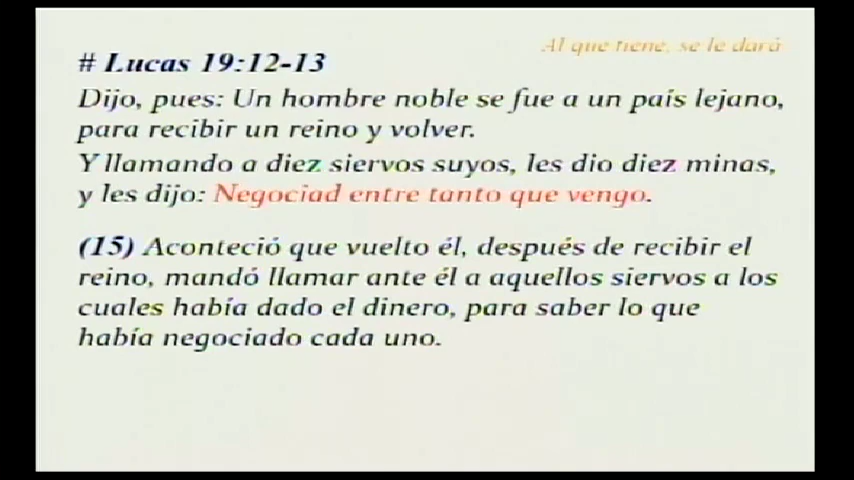 Al que tiene, se le dará
# Lucas 19:12-13
Dijo, pues: Un hombre noble se fue a un país lejano,
para recibir un reino y volver.
Y llamando a diez siervos suyos, les dio diez minas,
y les dijo: Negociad entre tanto que vengo.
(15) Aconteció que vuelto él, después de recibir el
reino, mandó llamar ante él a aquellos siervos a los
cuales había dado el dinero, para saber lo que
había negociado cada uno.